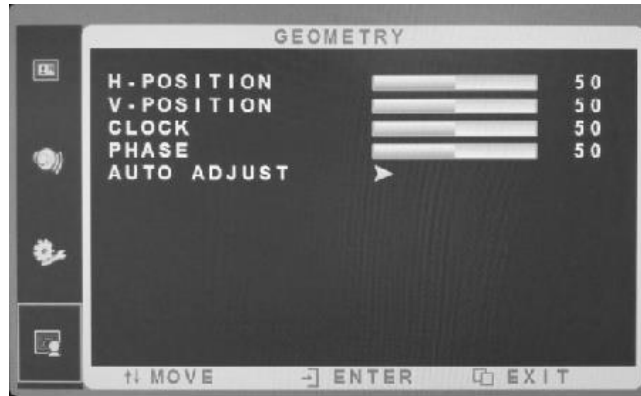 GEOMETRY
H-POSITION 50
V-POSITION 50
CLOCK 50
PHASE 50
AUTO ADJUST
MOVE ENTER EXIT